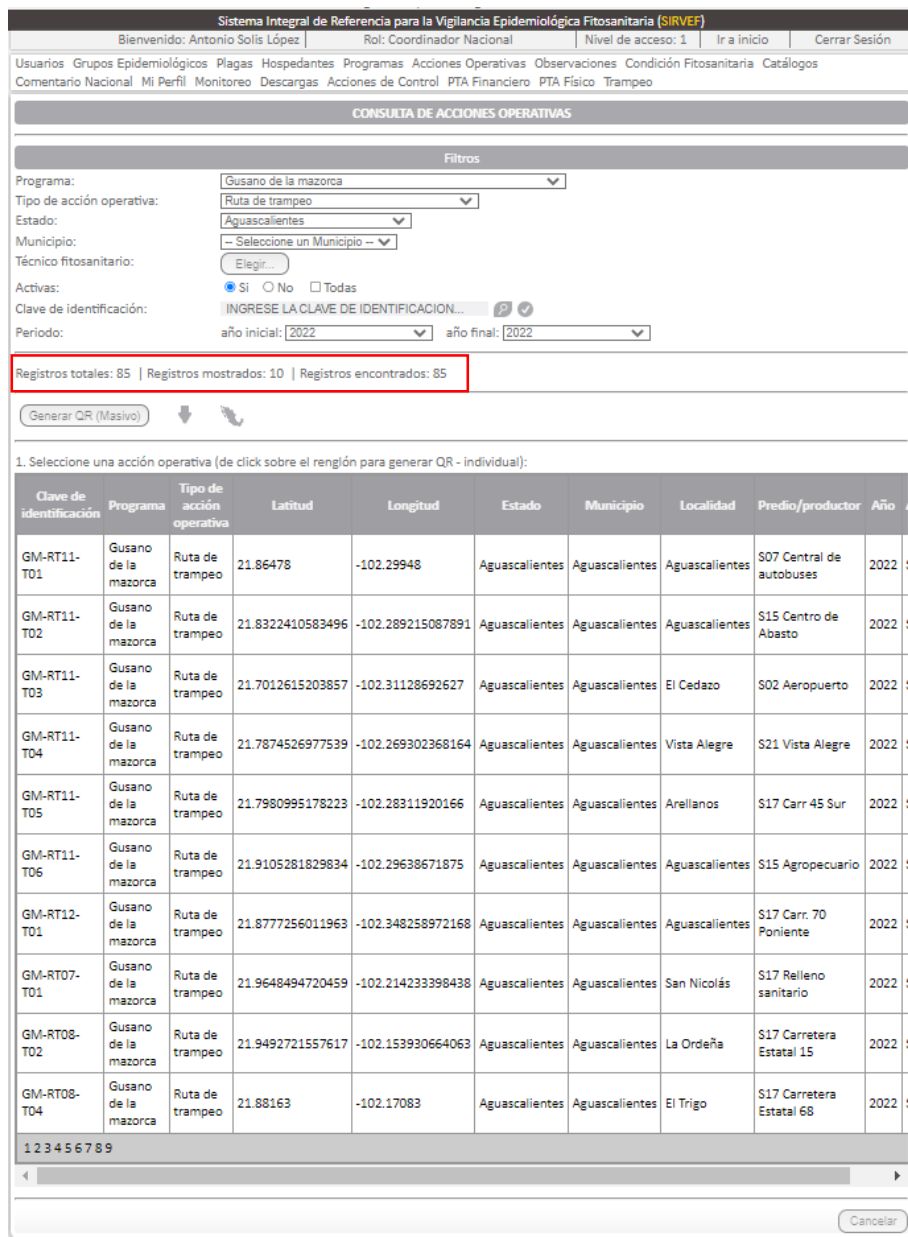 Sistema Integral de Referencia para la Vigilancia Epidemiológica Fitosanitaria (SIRVEF)
Bienvenido: Antonio Solis López | Rol: Coordinador Nacional | Nivel de acceso: 1 | Ir a inicio | Cerrar Sesión
Usuarios Grupos Epidemiológicos Plagas Hospedantes Programas Acciones Operativas Observaciones Condición Fitosanitaria Catálogos
Comentario Nacional Mi Perfil Monitoreo Descargas Acciones de Control PTA Financiero PTA Físico Trampeo
CONSULTA DE ACCIONES OPERATIVAS
Filtros
Programa: Gusano de la mazorca
Tipo de acción operativa: Ruta de trampeo
Estado: Aguascalientes
Municipio: -- Seleccione un Municipio --
Técnico fitosanitario: Elegir...
Activas: Si No Todas
Clave de identificación: INGRESE LA CLAVE DE IDENTIFICACION...
Periodo: año inicial: 2022 año final: 2022
Registros totales: 85 | Registros mostrados: 10 | Registros encontrados: 85
Generar QR (Masivo)
1. Seleccione una acción operativa (de click sobre el renglón para generar QR - individual):
Clave de identificación Programa Tipo de acción operativa Latitud Longitud Estado Municipio Localidad Predio/productor Año
GM-RT11-T01 Gusano de la mazorca Ruta de trampeo 21.86478 -102.29948 Aguascalientes Aguascalientes Aguascalientes S07 Central de autobuses 2022
GM-RT11-T02 Gusano de la mazorca Ruta de trampeo 21.8322410583496 -102.289215087891 Aguascalientes Aguascalientes Aguascalientes S15 Centro de Abasto 2022
GM-RT11-T03 Gusano de la mazorca Ruta de trampeo 21.7012615203857 -102.31128692627 Aguascalientes Aguascalientes El Cedazo S02 Aeropuerto 2022
GM-RT11-T04 Gusano de la mazorca Ruta de trampeo 21.7874526977539 -102.269302368164 Aguascalientes Aguascalientes Vista Alegre S21 Vista Alegre 2022
GM-RT11-T05 Gusano de la mazorca Ruta de trampeo 21.7980995178223 -102.28311920166 Aguascalientes Aguascalientes Arellanos S17 Carr 45 Sur 2022
GM-RT11-T06 Gusano de la mazorca Ruta de trampeo 21.9105281829834 -102.29638671875 Aguascalientes Aguascalientes Aguascalientes S15 Agropecuario 2022
GM-RT12-T01 Gusano de la mazorca Ruta de trampeo 21.8777256011963 -102.348258972168 Aguascalientes Aguascalientes Aguascalientes S17 Carr. 70 Poniente 2022
GM-RT07-T01 Gusano de la mazorca Ruta de trampeo 21.9648494720459 -102.214233398438 Aguascalientes Aguascalientes San Nicolás S17 Relleno sanitario 2022
GM-RT08-T02 Gusano de la mazorca Ruta de trampeo 21.9492721557617 -102.153930664063 Aguascalientes Aguascalientes La Ordeña S17 Carretera Estatal 15 2022
GM-RT08-T04 Gusano de la mazorca Ruta de trampeo 21.88163 -102.17083 Aguascalientes Aguascalientes El Trigo S17 Carretera Estatal 68 2022
1 2 3 4 5 6 7 8 9
Cancelar